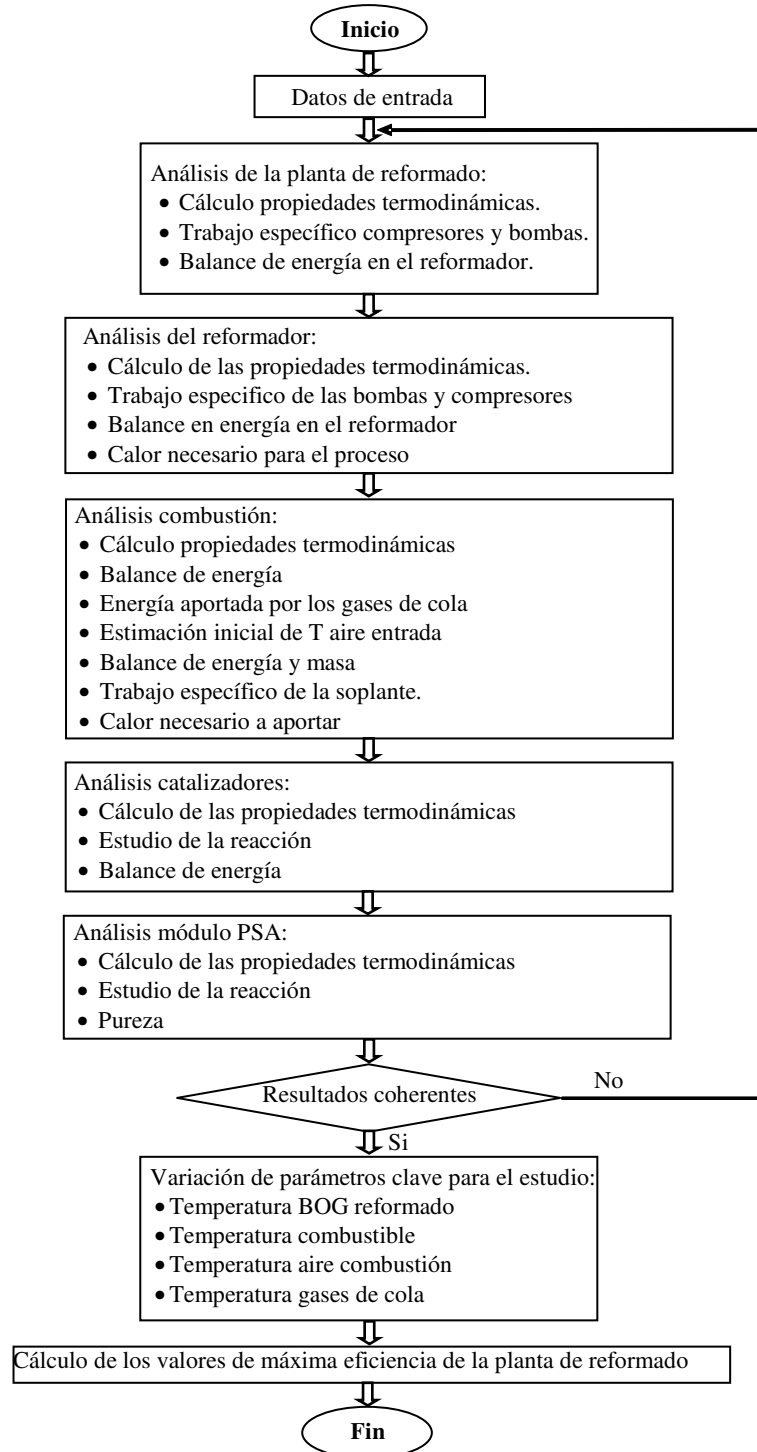 Inicio
Datos de entrada
Análisis de la planta de reformado:
• Cálculo propiedades termodinámicas.
• Trabajo específico compresores y bombas.
• Balance de energía en el reformador.
Análisis del reformador:
• Cálculo de las propiedades termodinámicas.
• Trabajo especifico de las bombas y compresores
• Balance en energía en el reformador
• Calor necesario para el proceso
Análisis combustión:
• Cálculo propiedades termodinámicas
• Balance de energía
• Energía aportada por los gases de cola
• Estimación inicial de T aire entrada
• Balance de energía y masa
• Trabajo específico de la soplante.
• Calor necesario a aportar
Análisis catalizadores:
• Cálculo de las propiedades termodinámicas
• Estudio de la reacción
• Balance de energía
Análisis módulo PSA:
• Cálculo de las propiedades termodinámicas
• Estudio de la reacción
• Pureza
Resultados coherentes
No
Si
Variación de parámetros clave para el estudio:
• Temperatura BOG reformado
• Temperatura combustible
• Temperatura aire combustión
• Temperatura gases de cola
Cálculo de los valores de máxima eficiencia de la planta de reformado
Fin